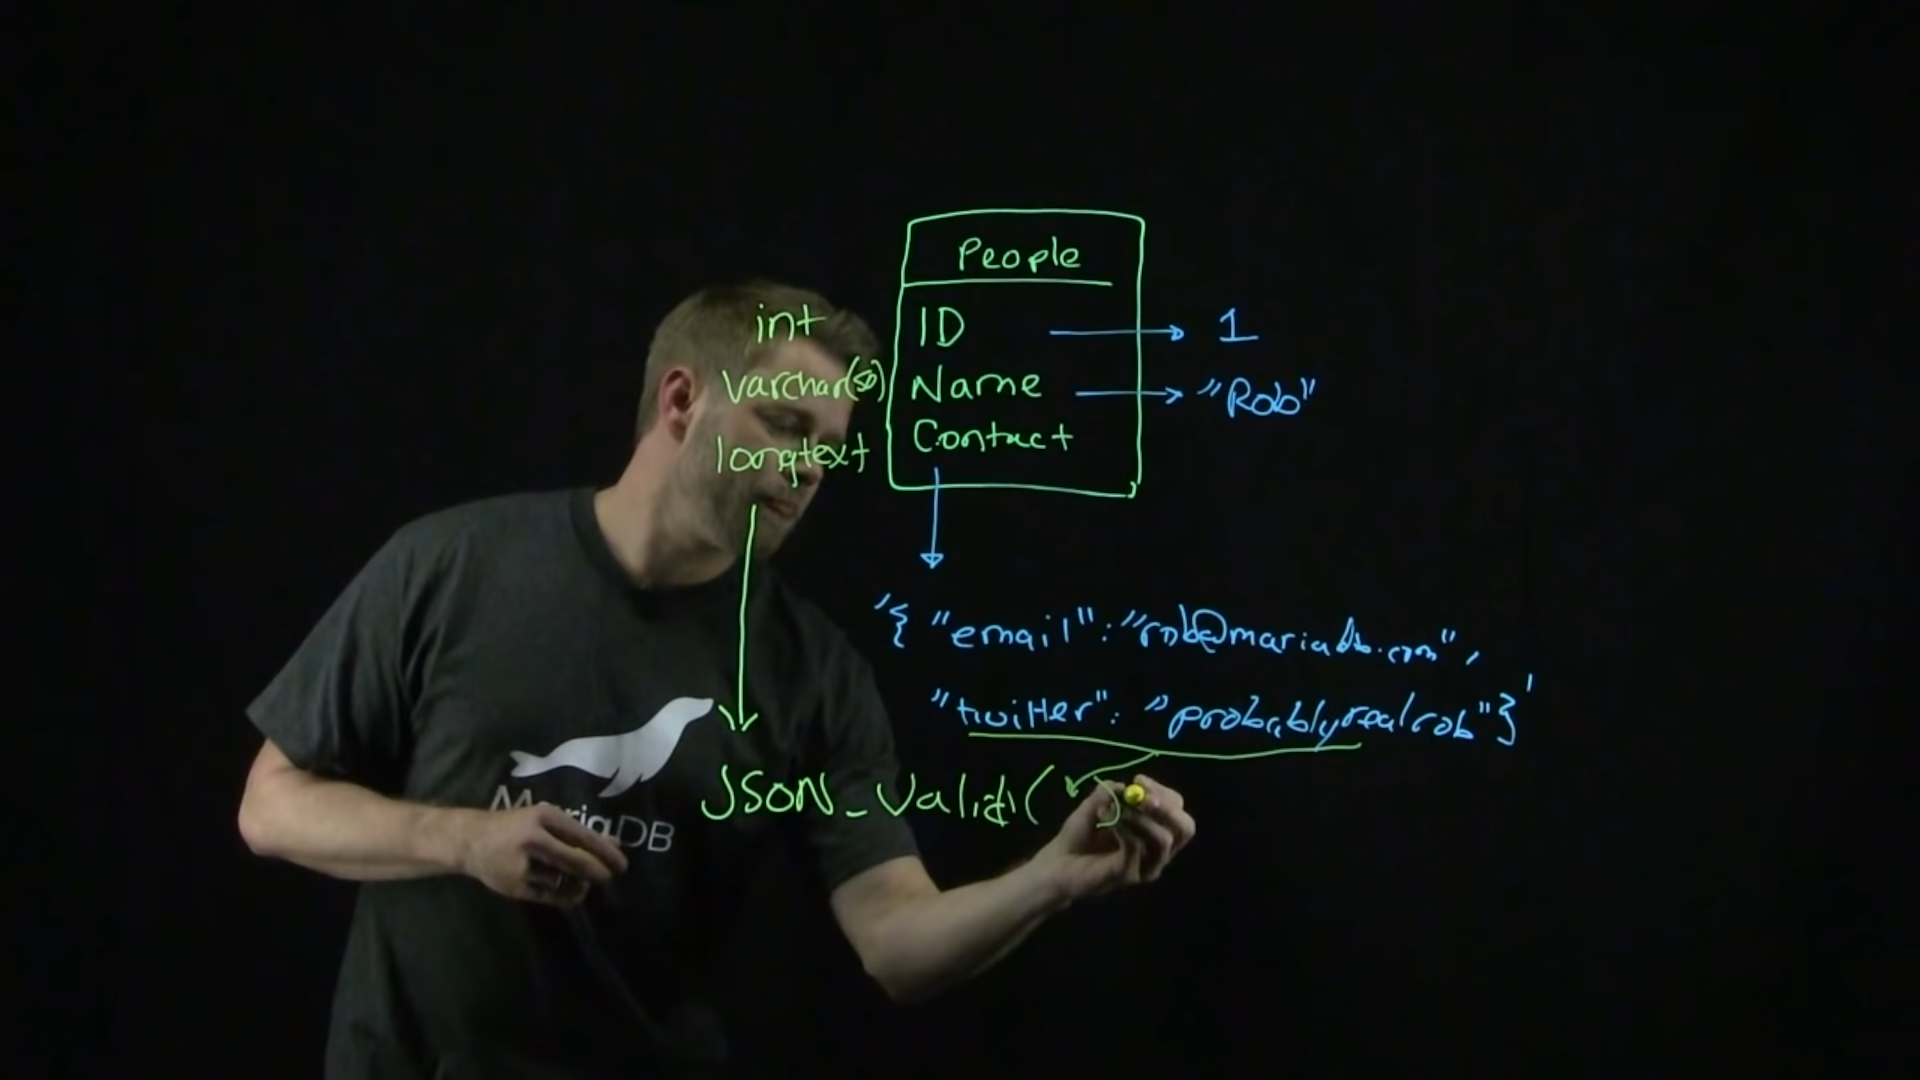 People
int ID 1
varchar(50) Name "Rob"
longtext Contact
'{ "email": "rob@mariadb.com",
"twitter": "probablyrealrob" }'
JSON_Valid( )
MariaDB